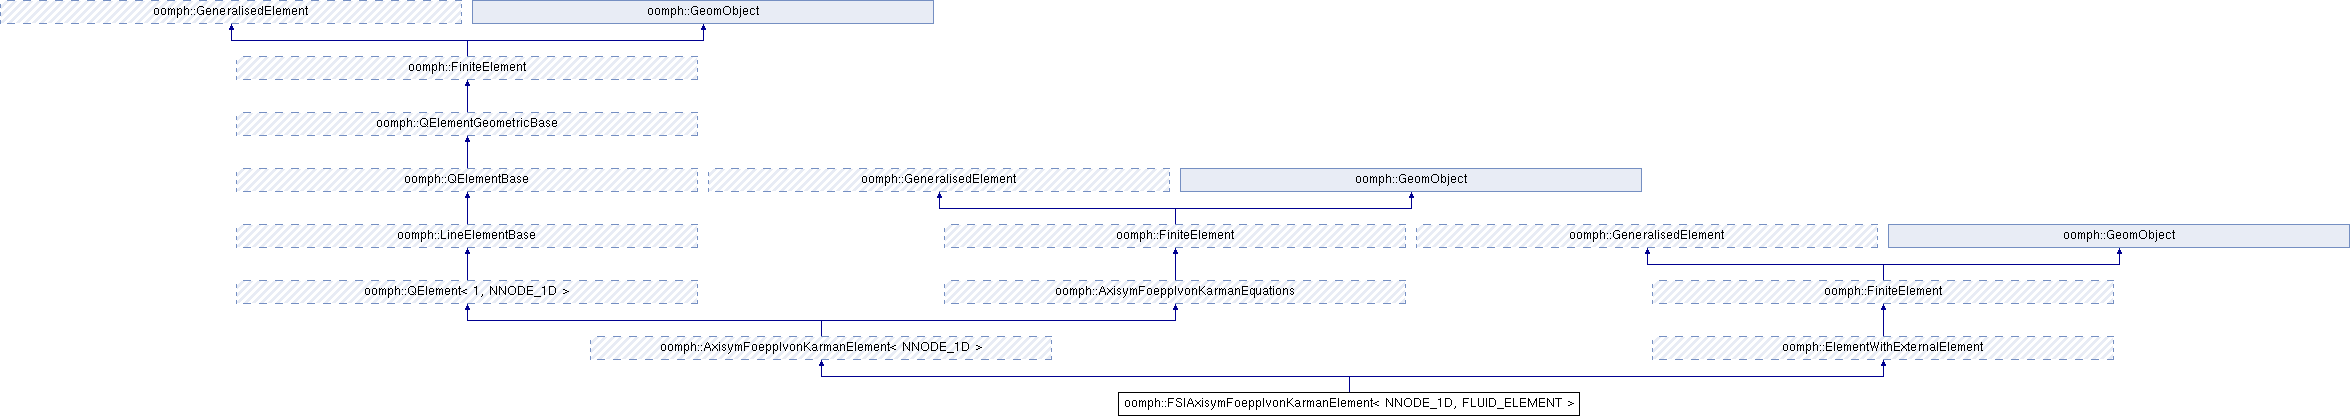 oomph::GeneralisedElement
oomph::GeomObject
oomph::FiniteElement
oomph::QElementGeometricBase
oomph::QElementBase
oomph::GeneralisedElement
oomph::GeomObject
oomph::LineElementBase
oomph::FiniteElement
oomph::GeneralisedElement
oomph::GeomObject
oomph::QElement< 1, NNODE_1D >
oomph::AxisymFoepplvonKarmanEquations
oomph::FiniteElement
oomph::AxisymFoepplvonKarmanElement< NNODE_1D >
oomph::ElementWithExternalElement
oomph::FSIAxisymFoepplvonKarmanElement< NNODE_1D, FLUID_ELEMENT >